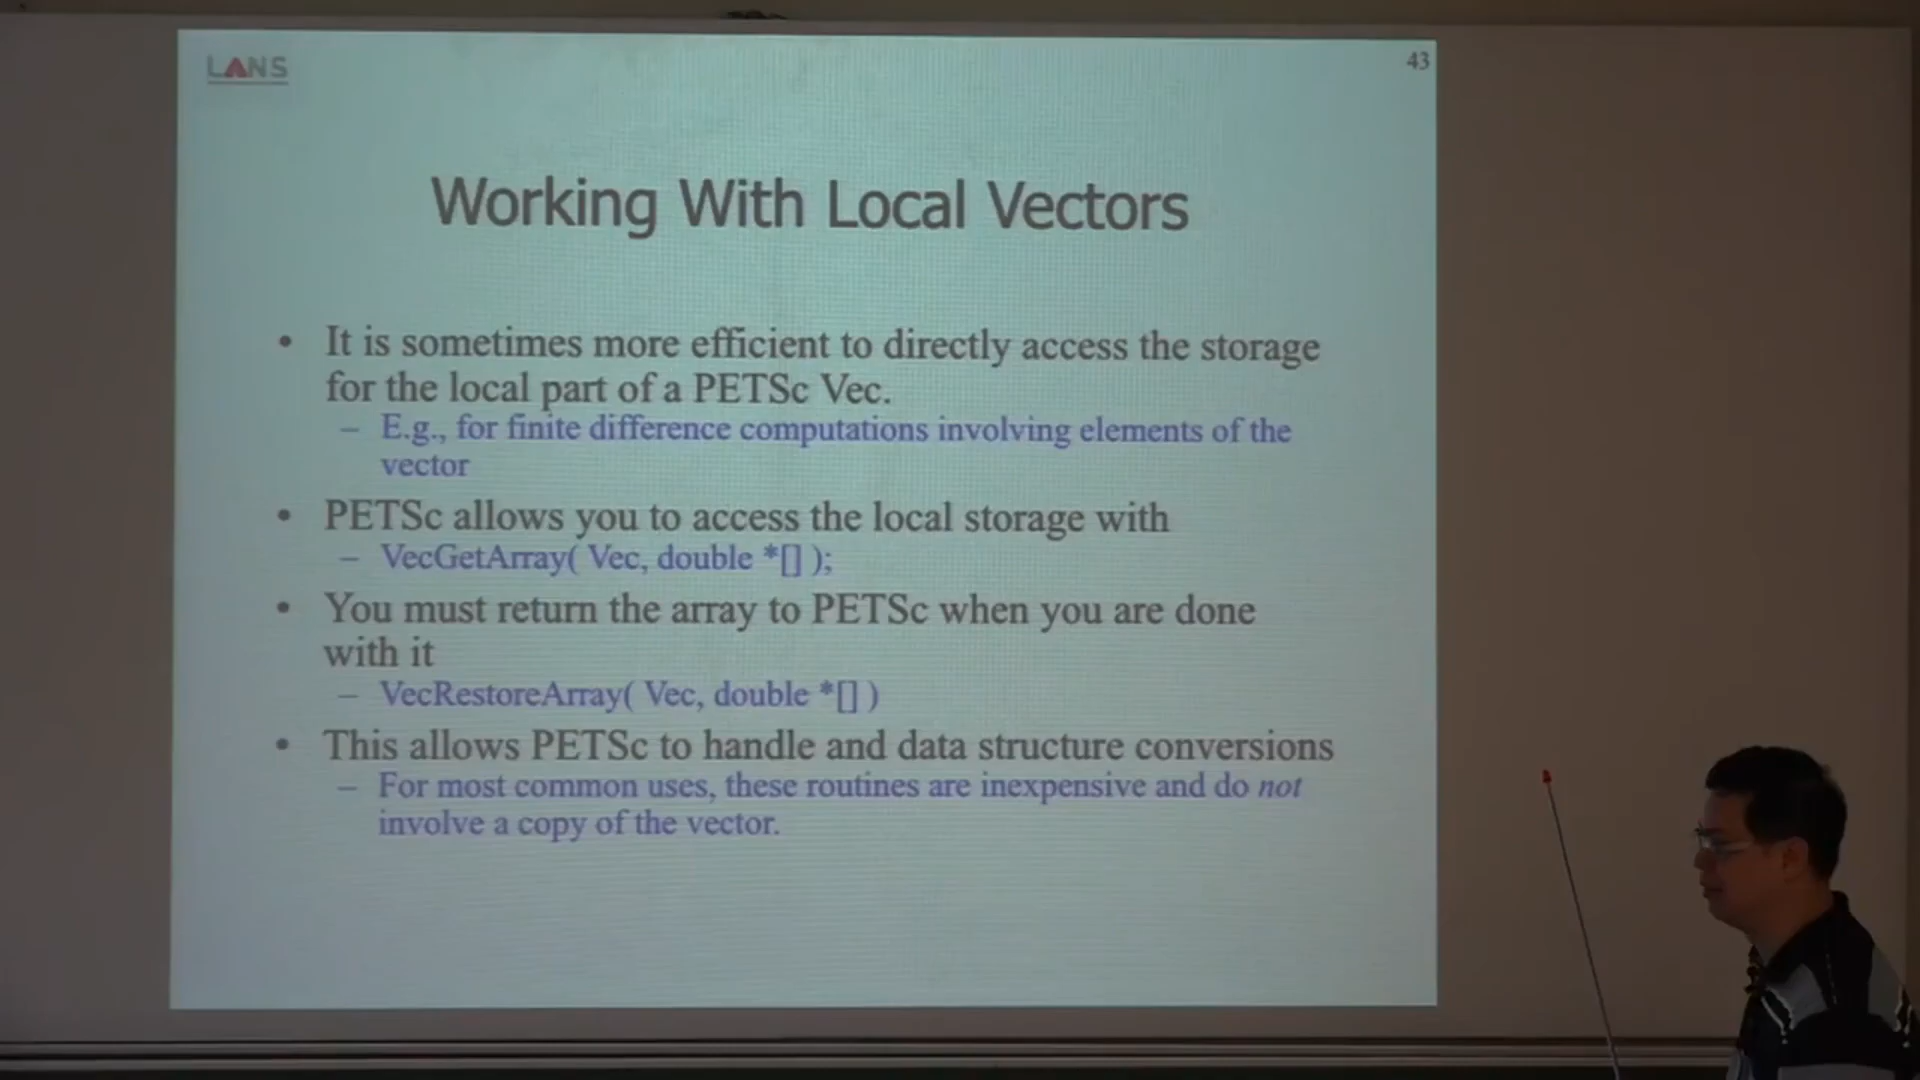 LANS
43
Working With Local Vectors
• It is sometimes more efficient to directly access the storage
for the local part of a PETSc Vec.
– E.g., for finite difference computations involving elements of the
vector
• PETSc allows you to access the local storage with
– VecGetArray( Vec, double *[] );
• You must return the array to PETSc when you are done
with it
– VecRestoreArray( Vec, double *[] )
• This allows PETSc to handle and data structure conversions
– For most common uses, these routines are inexpensive and do not
involve a copy of the vector.